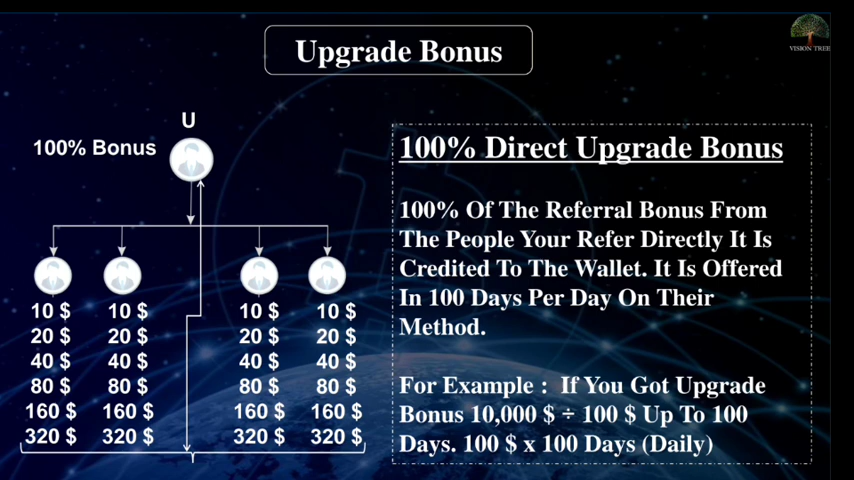 Upgrade Bonus
VISION TREE
U
100% Bonus
10 $ 10 $ 10 $ 10 $
20 $ 20 $ 20 $ 20 $
40 $ 40 $ 40 $ 40 $
80 $ 80 $ 80 $ 80 $
160 $ 160 $ 160 $ 160 $
320 $ 320 $ 320 $ 320 $
100% Direct Upgrade Bonus
100% Of The Referral Bonus From
The People Your Refer Directly It Is
Credited To The Wallet. It Is Offered
In 100 Days Per Day On Their
Method.
For Example : If You Got Upgrade
Bonus 10,000 $ ÷ 100 $ Up To 100
Days. 100 $ x 100 Days (Daily)